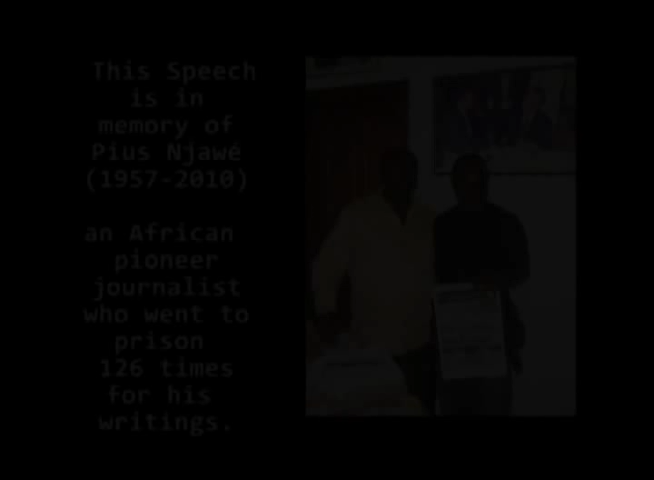 This Speech
is in
memory of
Pius Njawé
(1957-2010)
an African
pioneer
journalist
who went to
prison
126 times
for his
writings.